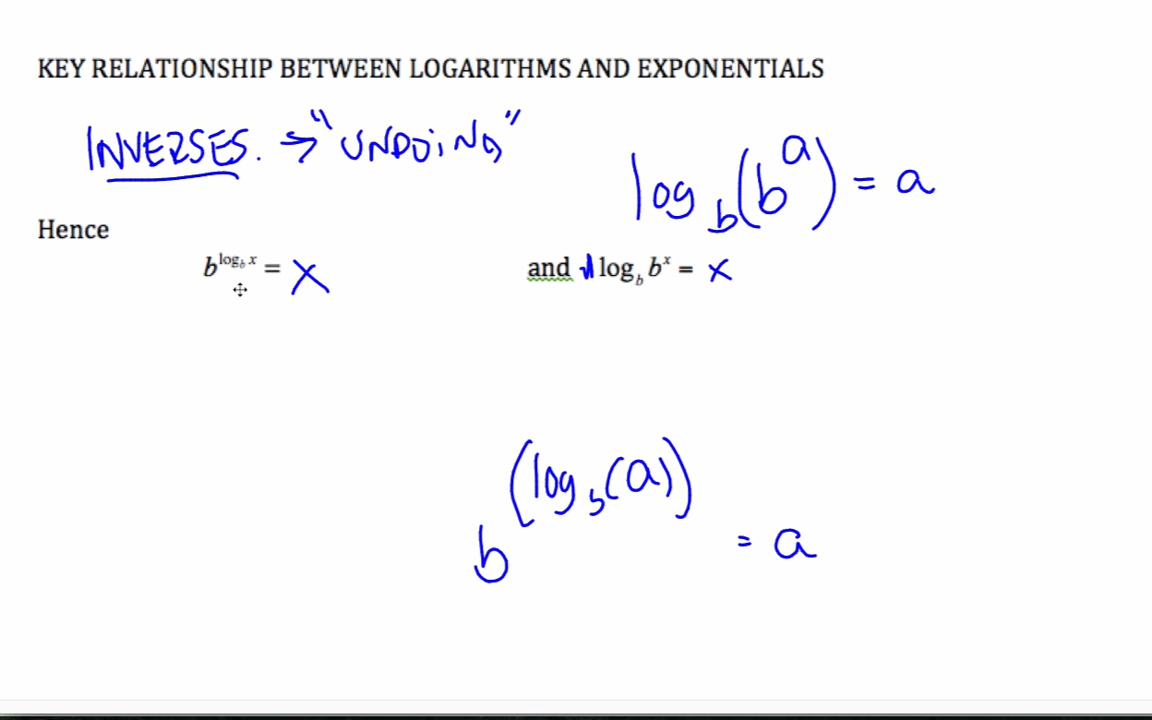 KEY RELATIONSHIP BETWEEN LOGARITHMS AND EXPONENTIALS
INVERSES. → "UNDOING"
log_b(b^a) = a
Hence
b^(log_b x) = x and log_b b^x = x
b^(log_b(a)) = a